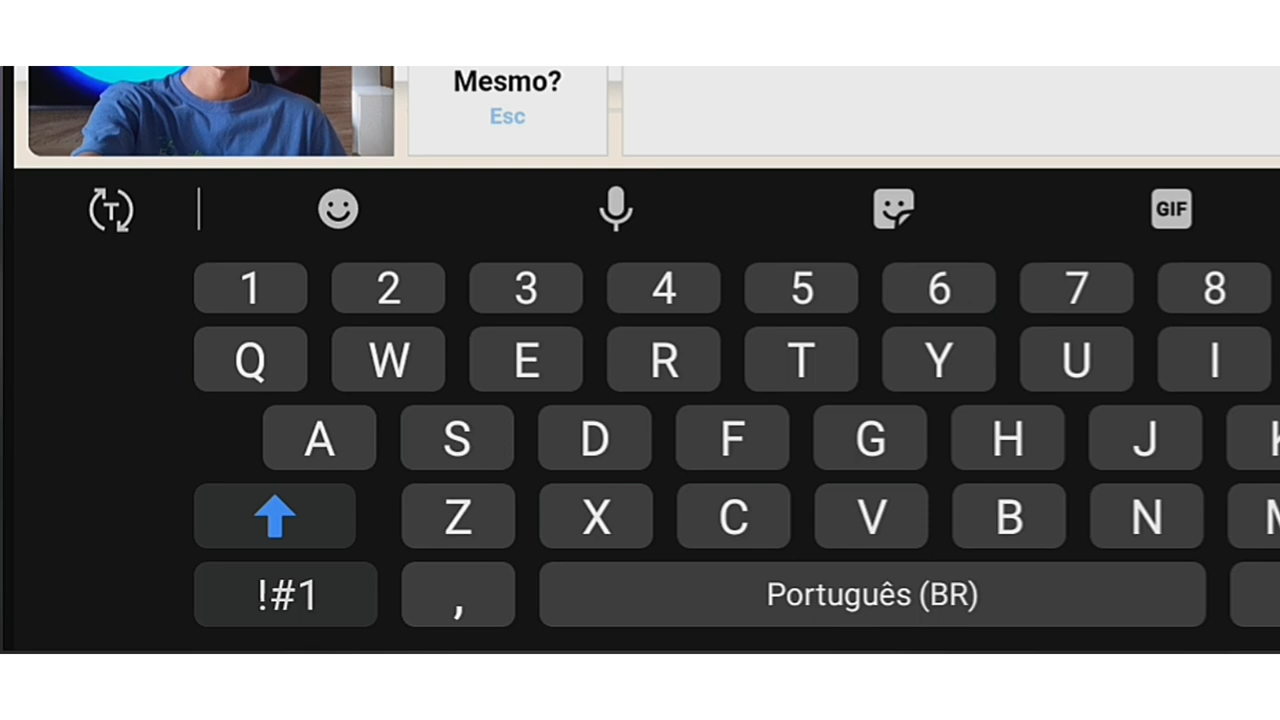 Mesmo?
Esc
T
GIF
1 2 3 4 5 6 7 8
Q W E R T Y U I
A S D F G H J K
Z X C V B N M
!#1 , Português (BR)